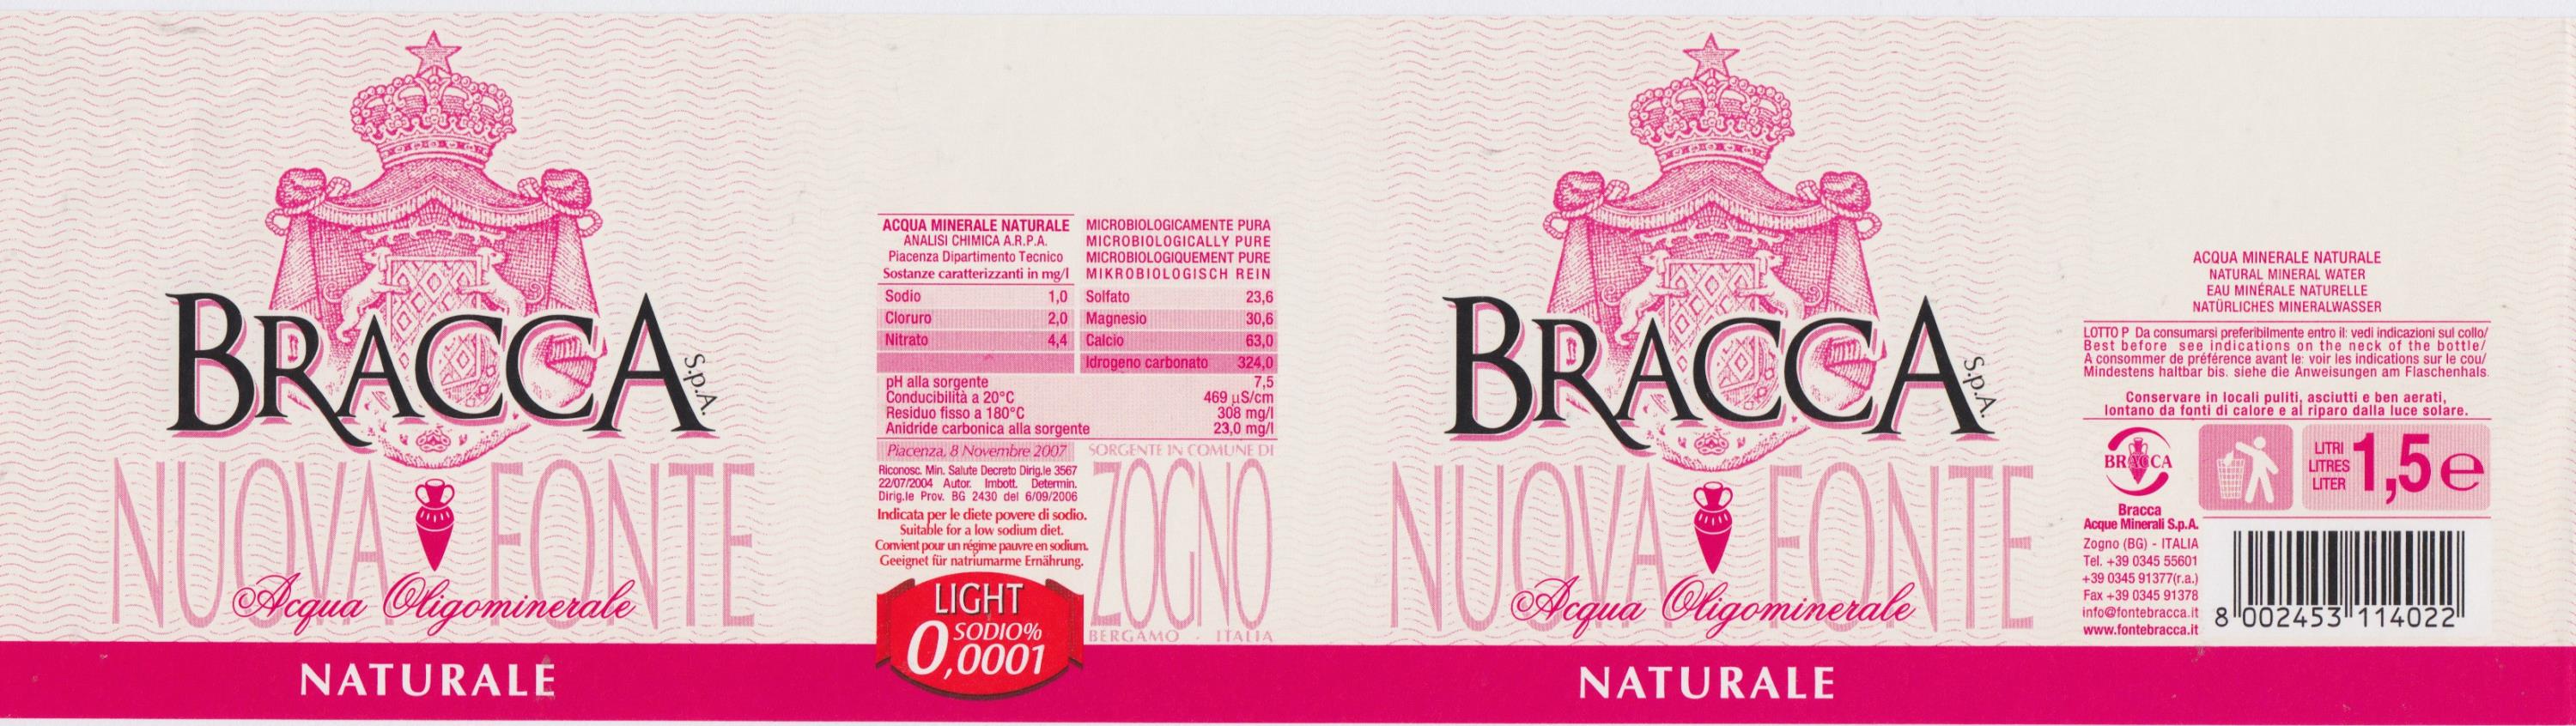 BRACCA S.p.A.
NUOVA FONTE
Acqua Oligominerale
NATURALE
ACQUA MINERALE NATURALE
ANALISI CHIMICA A.R.P.A.
Piacenza Dipartimento Tecnico
Sostanze caratterizzanti in mg/l
MICROBIOLOGICAMENTE PURA
MICROBIOLOGICALLY PURE
MICROBIOLOGIQUEMENT PURE
MIKROBIOLOGISCH REIN
Sodio 1,0 Solfato 23,6
Cloruro 2,0 Magnesio 30,6
Nitrato 4,4 Calcio 63,0
Idrogeno carbonato 324,0
pH alla sorgente 7,5
Conducibilità a 20°C 469 µS/cm
Residuo fisso a 180°C 308 mg/l
Anidride carbonica alla sorgente 23,0 mg/l
Piacenza, 8 Novembre 2007
Riconosc. Min. Salute Decreto Dirig.le 3567
22/07/2004 Autor. Imbott. Determin.
Dirig.le Prov. BG 2430 del 6/09/2006
Indicata per le diete povere di sodio.
Suitable for a low sodium diet.
Convient pour un régime pauvre en sodium.
Geeignet für natriumarme Ernährung.
LIGHT
SODIO%
0,0001
SORGENTE IN COMUNE DI
ZOGNO
BERGAMO · ITALIA
BRACCA S.p.A.
NUOVA FONTE
Acqua Oligominerale
NATURALE
ACQUA MINERALE NATURALE
NATURAL MINERAL WATER
EAU MINÉRALE NATURELLE
NATÜRLICHES MINERALWASSER
LOTTO P Da consumarsi preferibilmente entro il: vedi indicazioni sul collo/
Best before see indications on the neck of the bottle/
A consommer de préférence avant le: voir les indications sur le cou/
Mindestens haltbar bis. siehe die Anweisungen am Flaschenhals.
Conservare in locali puliti, asciutti e ben aerati,
lontano da fonti di calore e al riparo dalla luce solare.
BRACCA
LITRI
LITRES
LITER
1,5 e
Bracca
Acque Minerali S.p.A.
Zogno (BG) - ITALIA
Tel. +39 0345 55601
+39 0345 91377(r.a.)
Fax +39 0345 91378
info@fontebracca.it
www.fontebracca.it
8 002453 114022